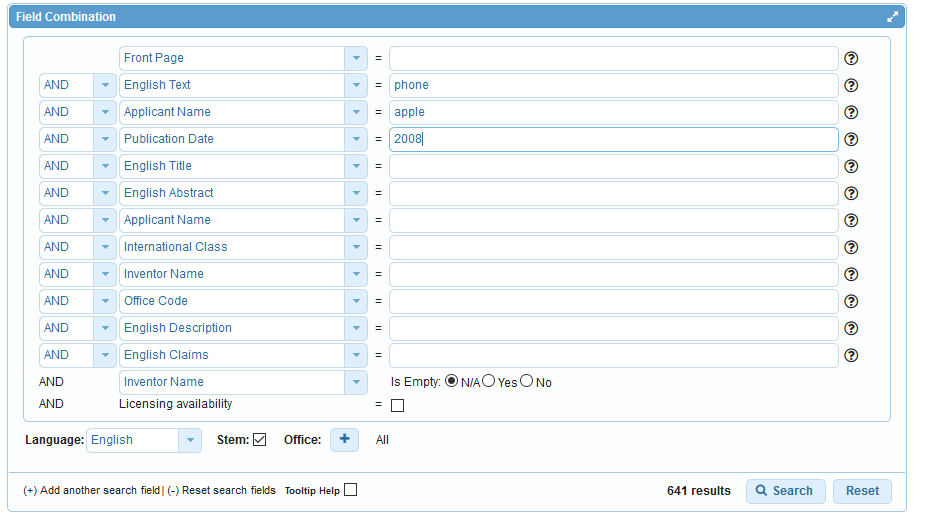 Field Combination
Front Page =
AND English Text = phone
AND Applicant Name = apple
AND Publication Date = 2008
AND English Title =
AND English Abstract =
AND Applicant Name =
AND International Class =
AND Inventor Name =
AND Office Code =
AND English Description =
AND English Claims =
AND Inventor Name Is Empty: N/A Yes No
AND Licensing availability =
Language: English Stem: Office: + All
(+) Add another search field| (-) Reset search fields Tooltip Help 641 results Search Reset